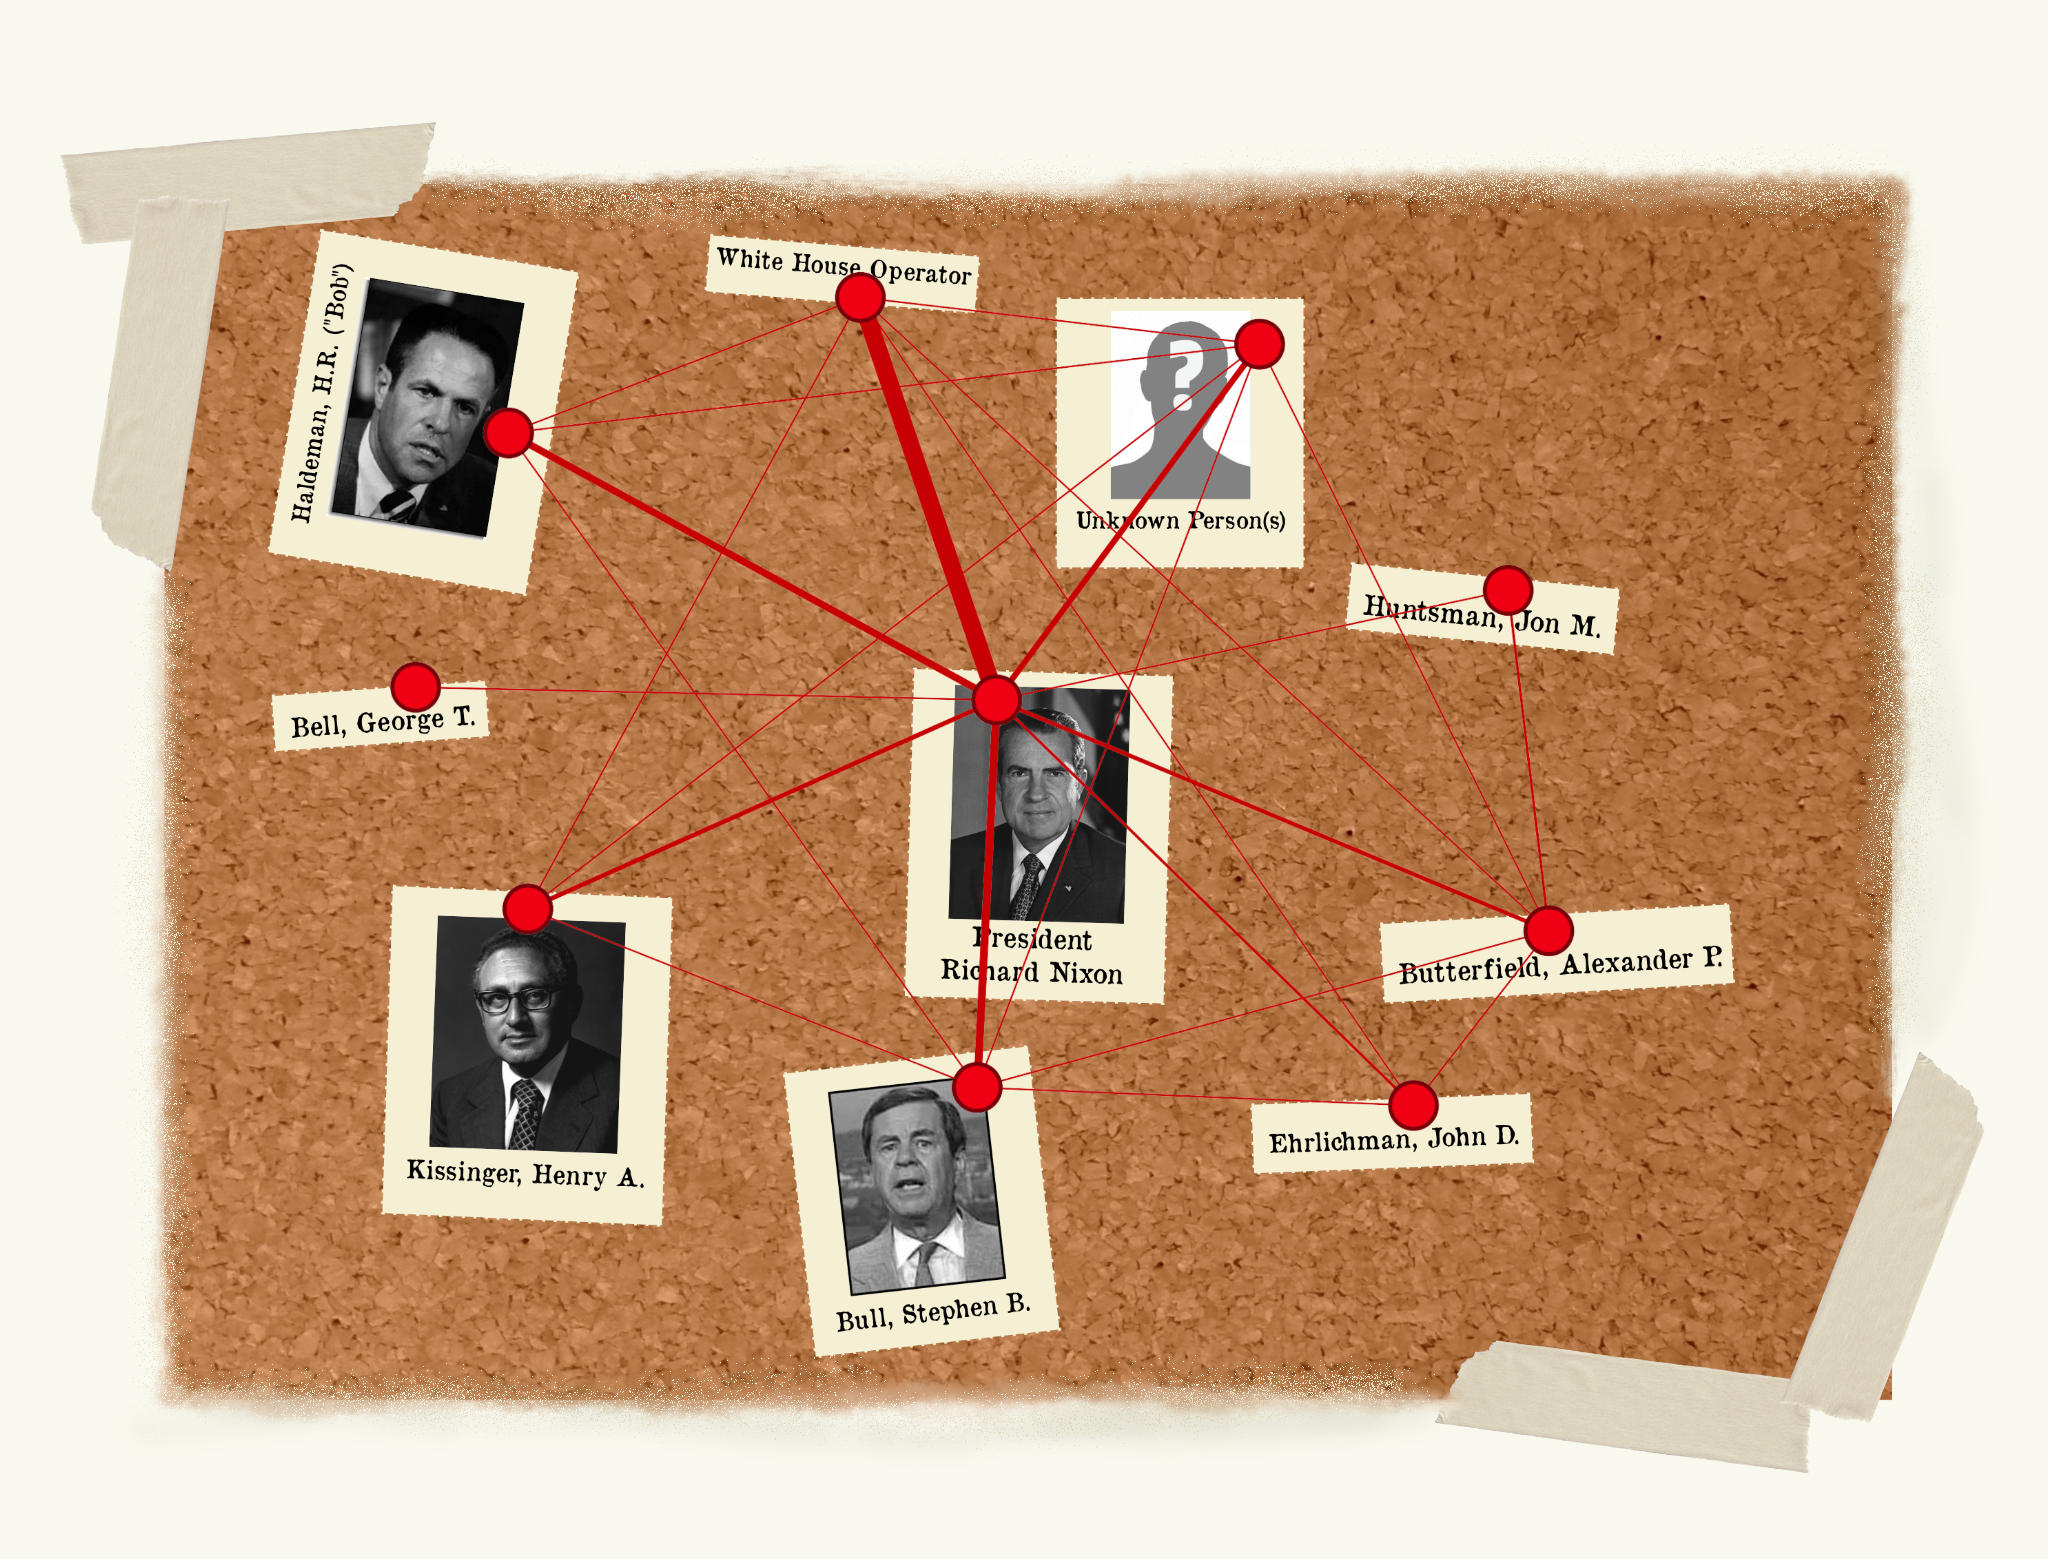 White House Operator
Haldeman, H.R. ("Bob")
Unknown Person(s)
Huntsman, Jon M.
Bell, George T.
President
Richard Nixon
Butterfield, Alexander P.
Ehrlichman, John D.
Kissinger, Henry A.
Bull, Stephen B.